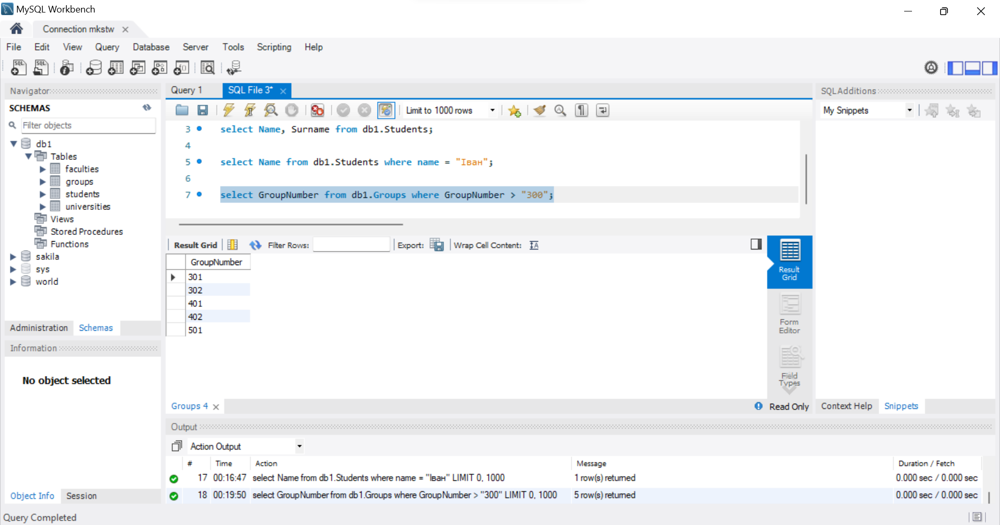 MySQL Workbench
Connection mkstw
File Edit View Query Database Server Tools Scripting Help
Navigator
SCHEMAS
Filter objects
db1
Tables
faculties
groups
students
universities
Views
Stored Procedures
Functions
sakila
sys
world
Administration Schemas
Information
No object selected
Object Info Session
Query 1 SQL File 3*
Limit to 1000 rows
3 select Name, Surname from db1.Students;
4
5 select Name from db1.Students where name = "Іван";
6
7 select GroupNumber from db1.Groups where GroupNumber > "300";
Result Grid Filter Rows: Export: Wrap Cell Content:
GroupNumber
301
302
401
402
501
Result
Grid
Form
Editor
Field
Types
Groups 4 Read Only
SQLAdditions
My Snippets
Context Help Snippets
Output
Action Output
# Time Action Message Duration / Fetch
17 00:16:47 select Name from db1.Students where name = "Іван" LIMIT 0, 1000 1 row(s) returned 0.000 sec / 0.000 sec
18 00:19:50 select GroupNumber from db1.Groups where GroupNumber > "300" LIMIT 0, 1000 5 row(s) returned 0.000 sec / 0.000 sec
Query Completed